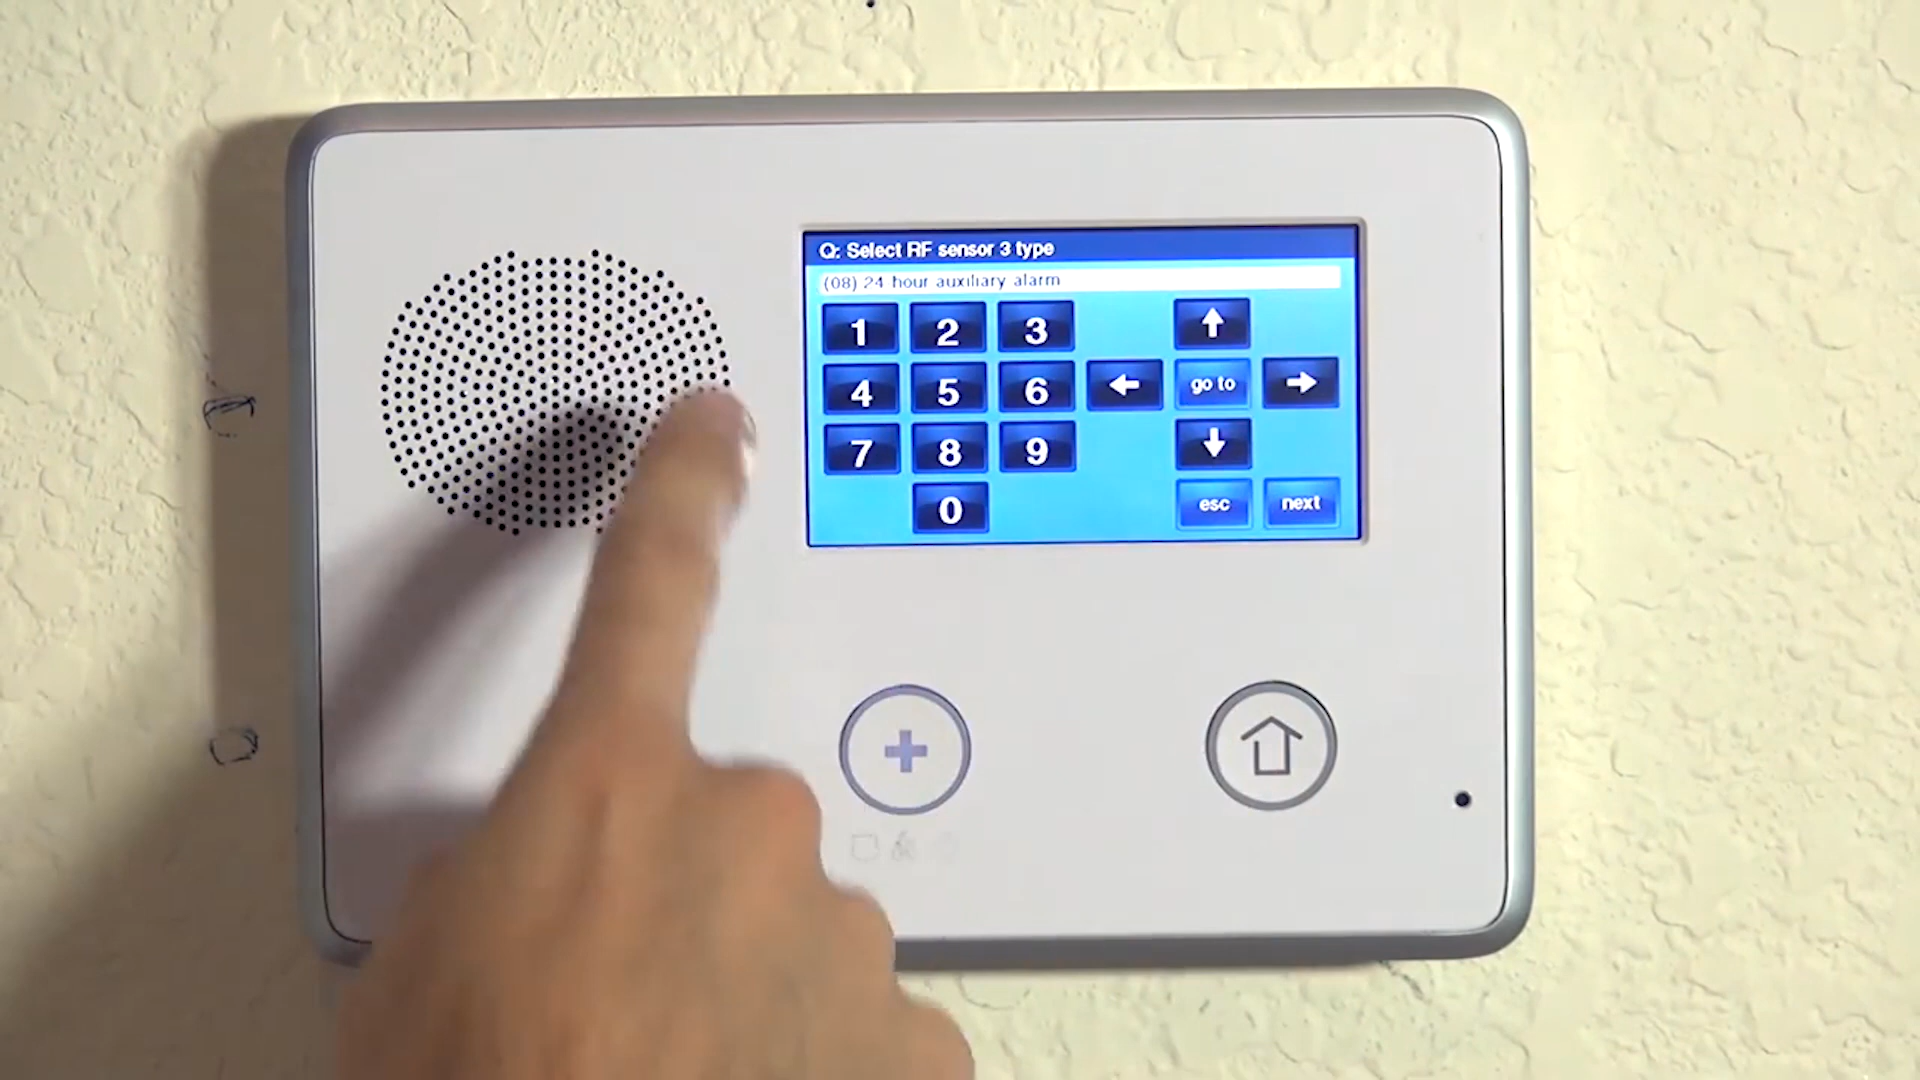 Q: Select RF sensor 3 type
(08) 24 hour auxiliary alarm
1 2 3
4 5 6 go to
7 8 9
0 esc next